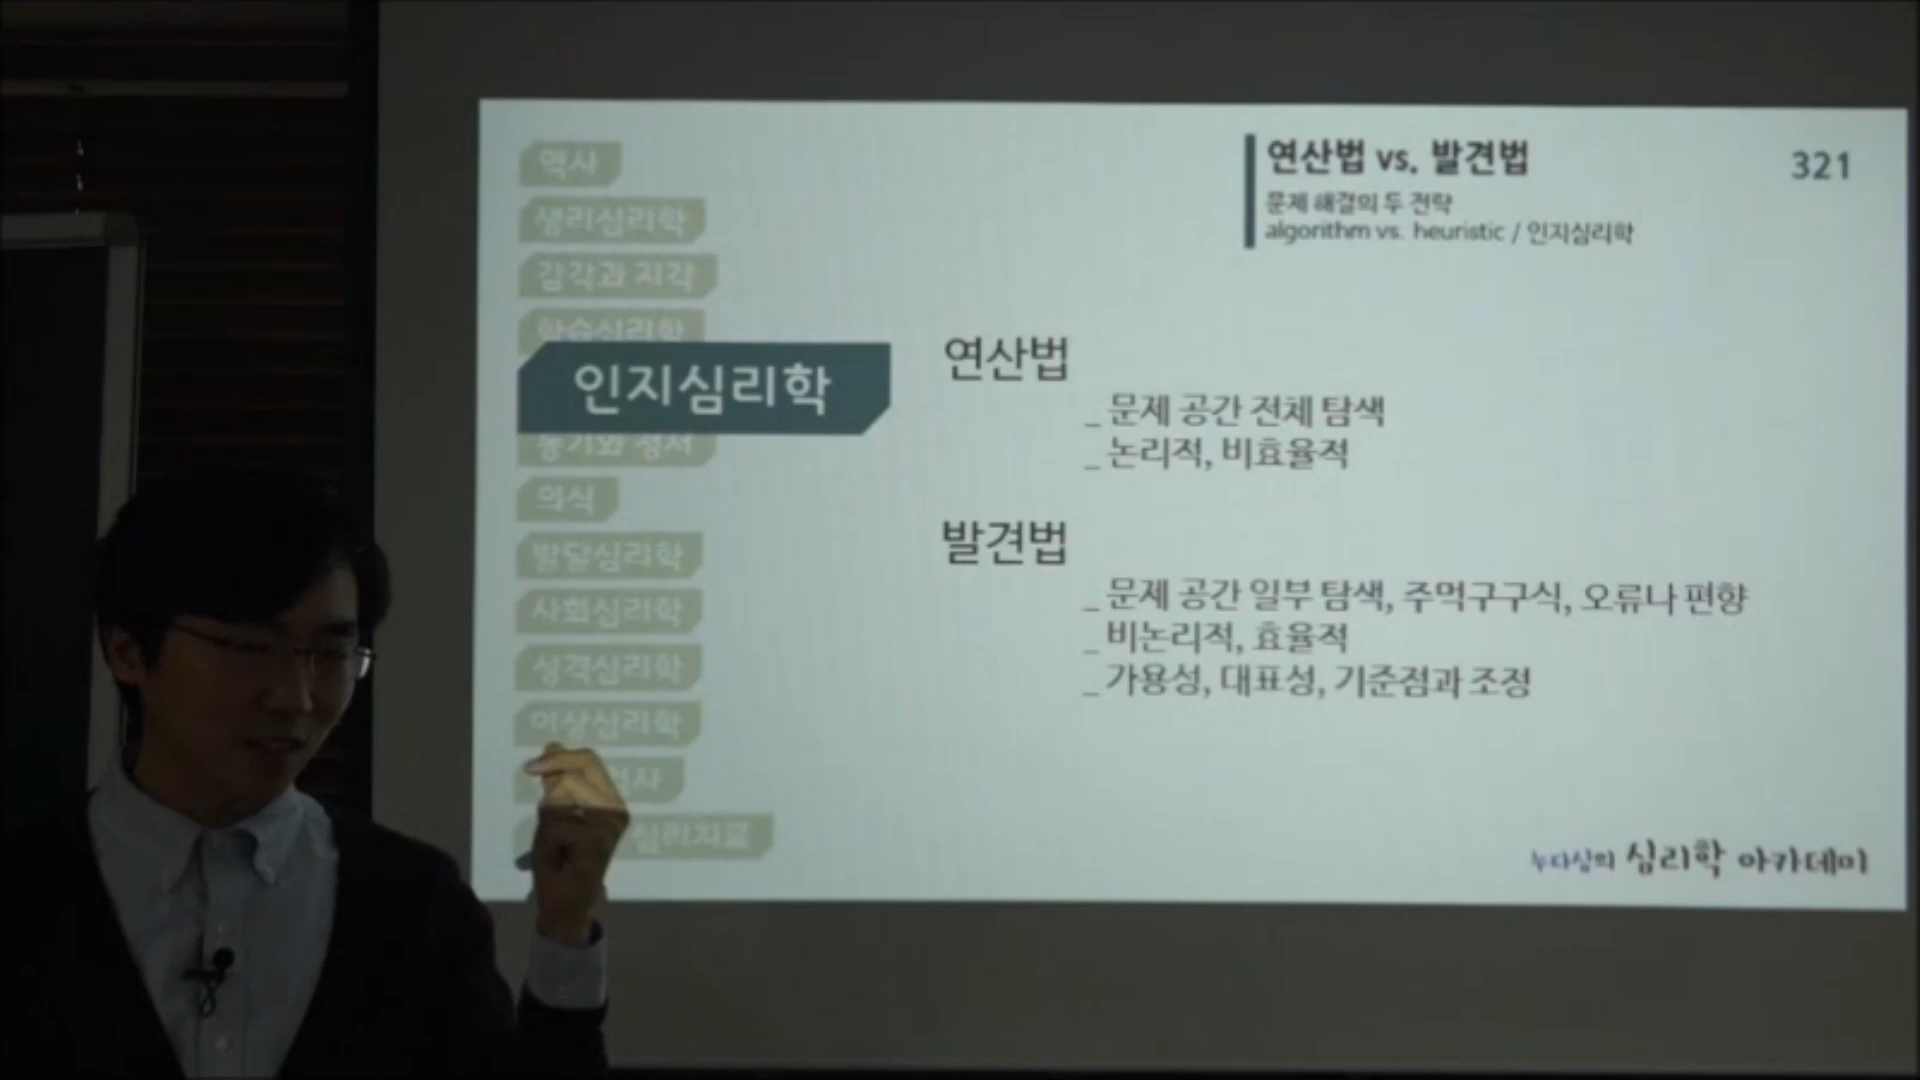 역사
생리심리학
감각과 지각
학습심리학
인지심리학
동기와 정서
의식
발달심리학
사회심리학
성격심리학
이상심리학
심리치료
연산법 vs. 발견법
문제 해결의 두 전략
algorithm vs. heuristic / 인지심리학
321
연산법
_ 문제 공간 전체 탐색
_ 논리적, 비효율적
발견법
_ 문제 공간 일부 탐색, 주먹구구식, 오류나 편향
_ 비논리적, 효율적
_ 가용성, 대표성, 기준점과 조정
누다심의 심리학 아카데미